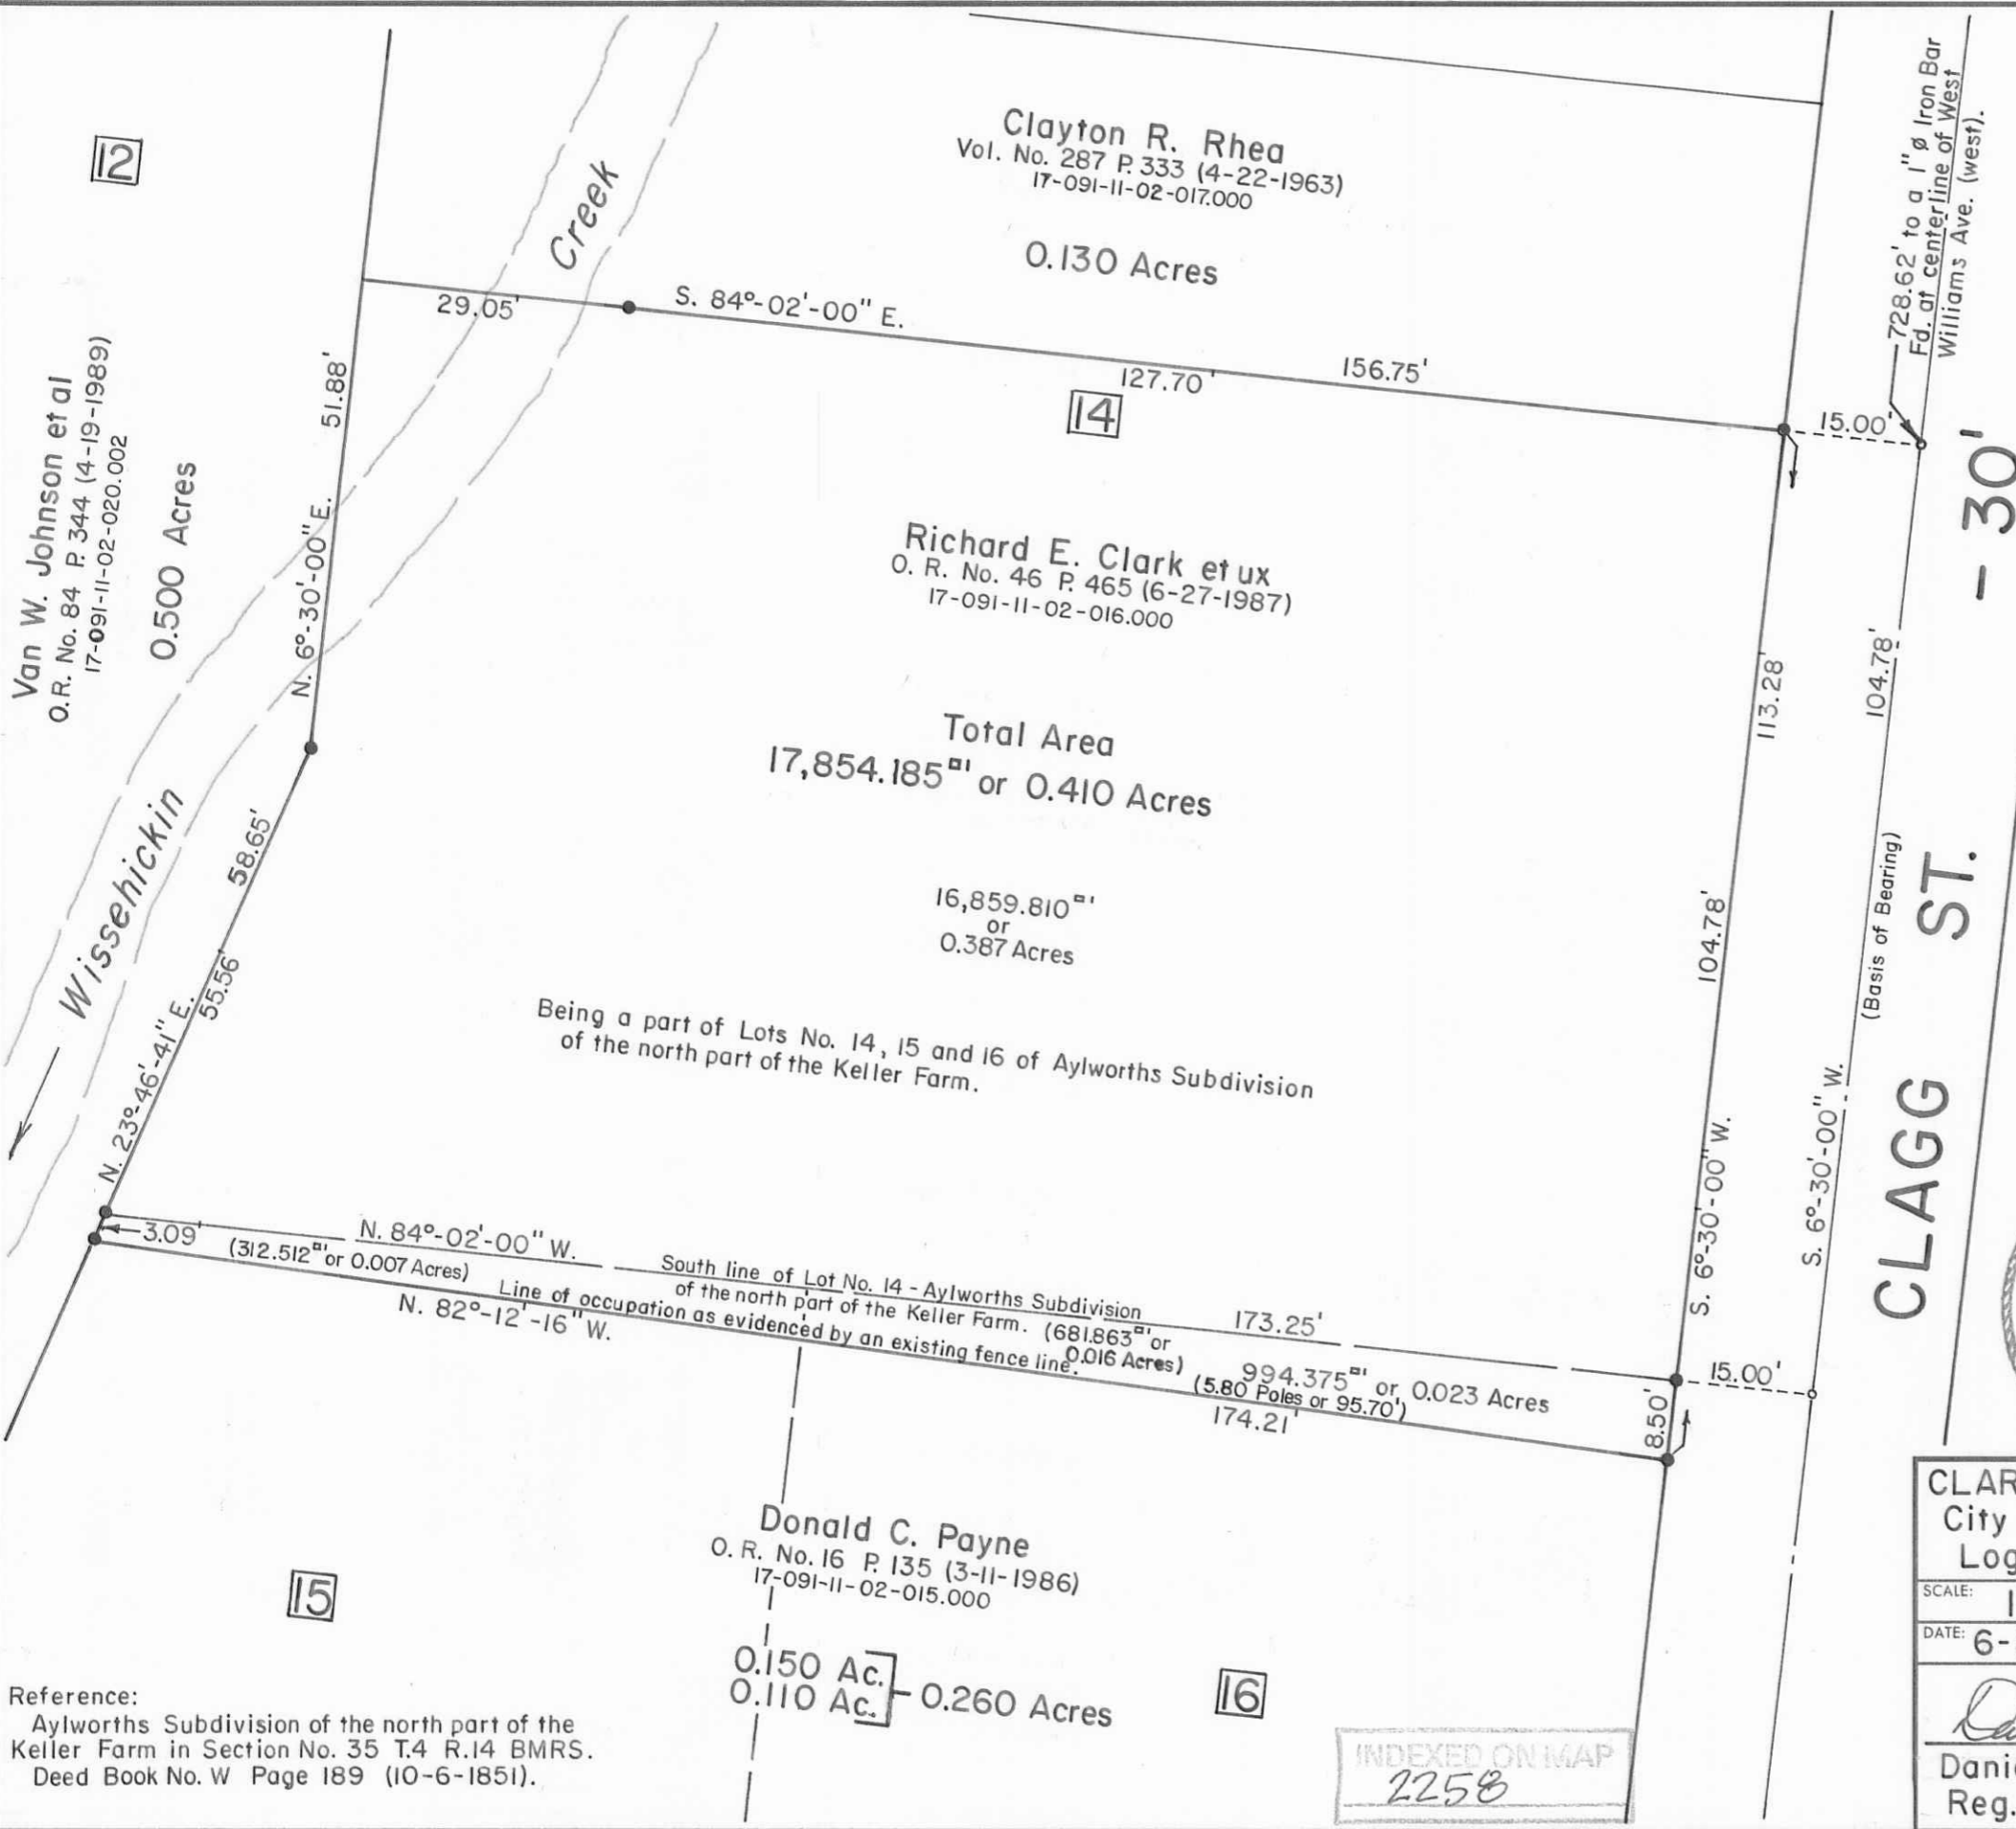 12
Van W. Johnson et al
O.R. No. 84 P. 344 (4-19-1989)
17-091-11-02-020.002
0.500 Acres
Creek
Clayton R. Rhea
Vol. No. 287 P. 333 (4-22-1963)
17-091-11-02-017.000
0.130 Acres
728.62' to a 1"ø Iron Bar
Fd. at centerline of West
Williams Ave. (west).
29.05'
S. 84°-02'-00" E.
127.70'
156.75'
15.00'
14
51.88'
N. 6°-30'-00" E.
Richard E. Clark et ux
O. R. No. 46 P. 465 (6-27-1987)
17-091-11-02-016.000
Total Area
17,854.185□' or 0.410 Acres
16,859.810□'
or
0.387 Acres
Being a part of Lots No. 14, 15 and 16 of Aylworths Subdivision
of the north part of the Keller Farm.
113.28'
104.78'
S. 6°-30'-00" W.
104.78'
(Basis of Bearing)
S. 6°-30'-00" W.
CLAGG ST. - 30'
Wissehickin
58.65'
55.56'
N. 23°-46'-41" E.
3.09'
N. 84°-02'-00" W.
(312.512□' or 0.007 Acres)
South line of Lot No. 14 - Aylworths Subdivision
of the north part of the Keller Farm.
(681.863□' or
0.016 Acres)
173.25'
Line of occupation as evidenced by an existing fence line.
N. 82°-12'-16" W.
994.375□' or 0.023 Acres
(5.80 Poles or 95.70')
174.21'
8.50'
15.00'
Donald C. Payne
O. R. No. 16 P. 135 (3-11-1986)
17-091-11-02-015.000
0.150 Ac.
0.110 Ac.
0.260 Acres
15
16
Reference:
Aylworths Subdivision of the north part of the
Keller Farm in Section No. 35 T.4 R.14 BMRS.
Deed Book No. W Page 189 (10-6-1851).
INDEXED ON MAP
2258
CLAR
City
Log
SCALE: 1
DATE: 6-
Dani
Reg.